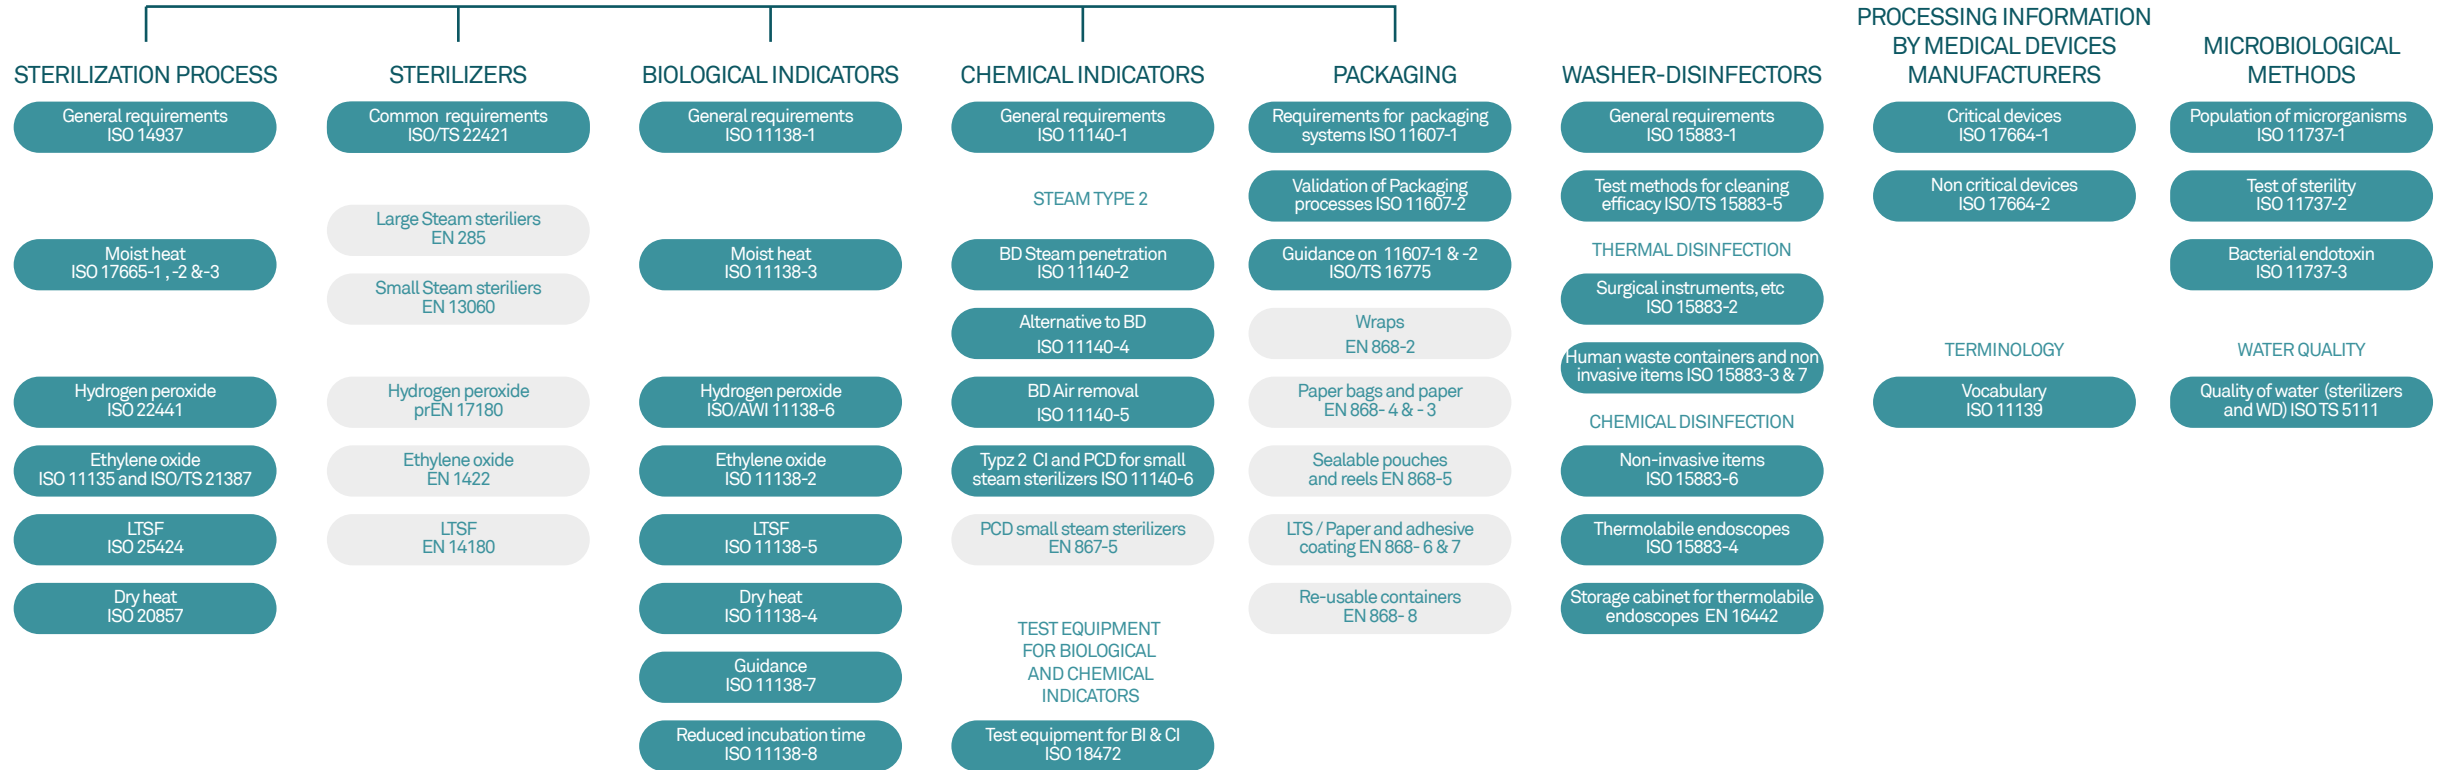 STERILIZATION PROCESS
General requirements
ISO 14937
Moist heat
ISO 17665-1 , -2 &-3
Hydrogen peroxide
ISO 22441
Ethylene oxide
ISO 11135 and ISO/TS 21387
LTSF
ISO 25424
Dry heat
ISO 20857
STERILIZERS
Common requirements
ISO/TS 22421
Large Steam steriliers
EN 285
Small Steam steriliers
EN 13060
Hydrogen peroxide
prEN 17180
Ethylene oxide
EN 1422
LTSF
EN 14180
BIOLOGICAL INDICATORS
General requirements
ISO 11138-1
Moist heat
ISO 11138-3
Hydrogen peroxide
ISO/AWI 11138-6
Ethylene oxide
ISO 11138-2
LTSF
ISO 11138-5
Dry heat
ISO 11138-4
Guidance
ISO 11138-7
Reduced incubation time
ISO 11138-8
CHEMICAL INDICATORS
General requirements
ISO 11140-1
STEAM TYPE 2
BD Steam penetration
ISO 11140-2
Alternative to BD
ISO 11140-4
BD Air removal
ISO 11140-5
Typz 2 CI and PCD for small
steam sterilizers ISO 11140-6
PCD small steam sterilizers
EN 867-5
TEST EQUIPMENT
FOR BIOLOGICAL
AND CHEMICAL
INDICATORS
Test equipment for BI & CI
ISO 18472
PACKAGING
Requirements for packaging
systems ISO 11607-1
Validation of Packaging
processes ISO 11607-2
Guidance on 11607-1 & -2
ISO/TS 16775
Wraps
EN 868-2
Paper bags and paper
EN 868- 4 & - 3
Sealable pouches
and reels EN 868-5
LTS / Paper and adhesive
coating EN 868- 6 & 7
Re-usable containers
EN 868- 8
WASHER-DISINFECTORS
General requirements
ISO 15883-1
Test methods for cleaning
efficacy ISO/TS 15883-5
THERMAL DISINFECTION
Surgical instruments, etc
ISO 15883-2
Human waste containers and non
invasive items ISO 15883-3 & 7
CHEMICAL DISINFECTION
Non-invasive items
ISO 15883-6
Thermolabile endoscopes
ISO 15883-4
Storage cabinet for thermolabile
endoscopes EN 16442
PROCESSING INFORMATION
BY MEDICAL DEVICES
MANUFACTURERS
Critical devices
ISO 17664-1
Non critical devices
ISO 17664-2
TERMINOLOGY
Vocabulary
ISO 11139
MICROBIOLOGICAL
METHODS
Population of microrganisms
ISO 11737-1
Test of sterility
ISO 11737-2
Bacterial endotoxin
ISO 11737-3
WATER QUALITY
Quality of water (sterilizers
and WD) ISO TS 5111